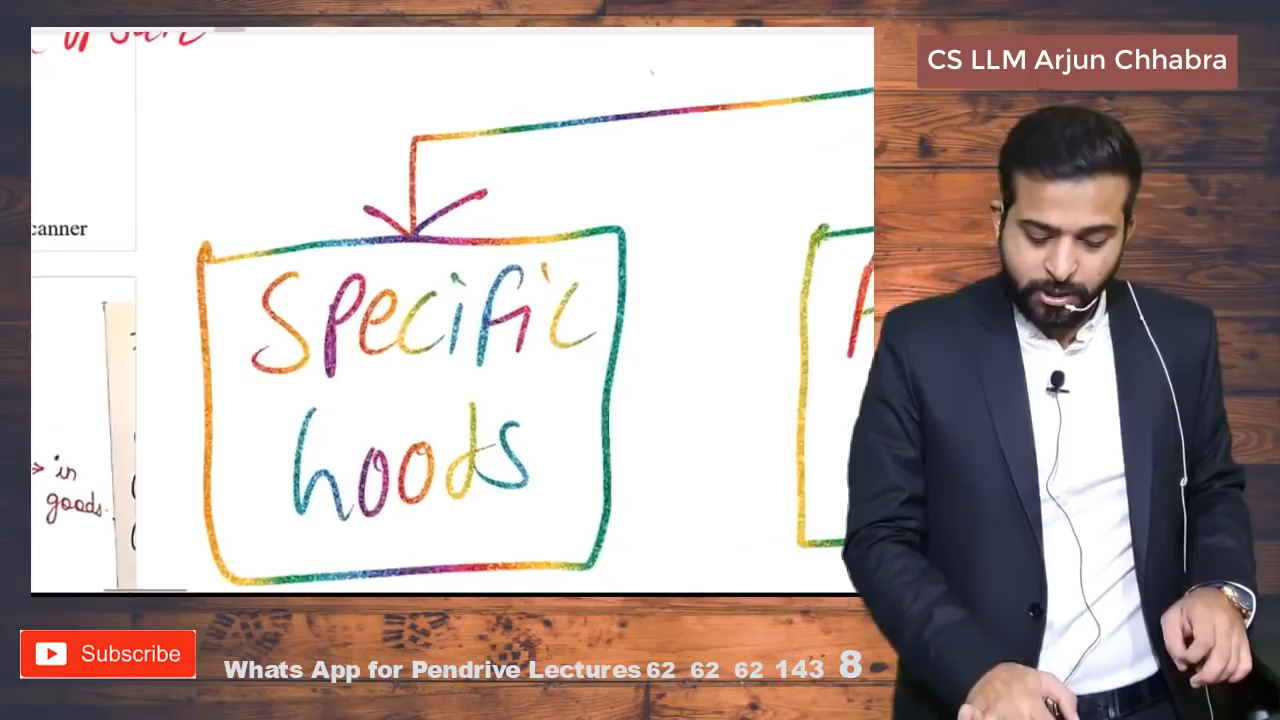 CS LLM Arjun Chhabra
canner
Specific
hoods
in
goods.
Subscribe
Whats App for Pendrive Lectures 62 62 62 143 8